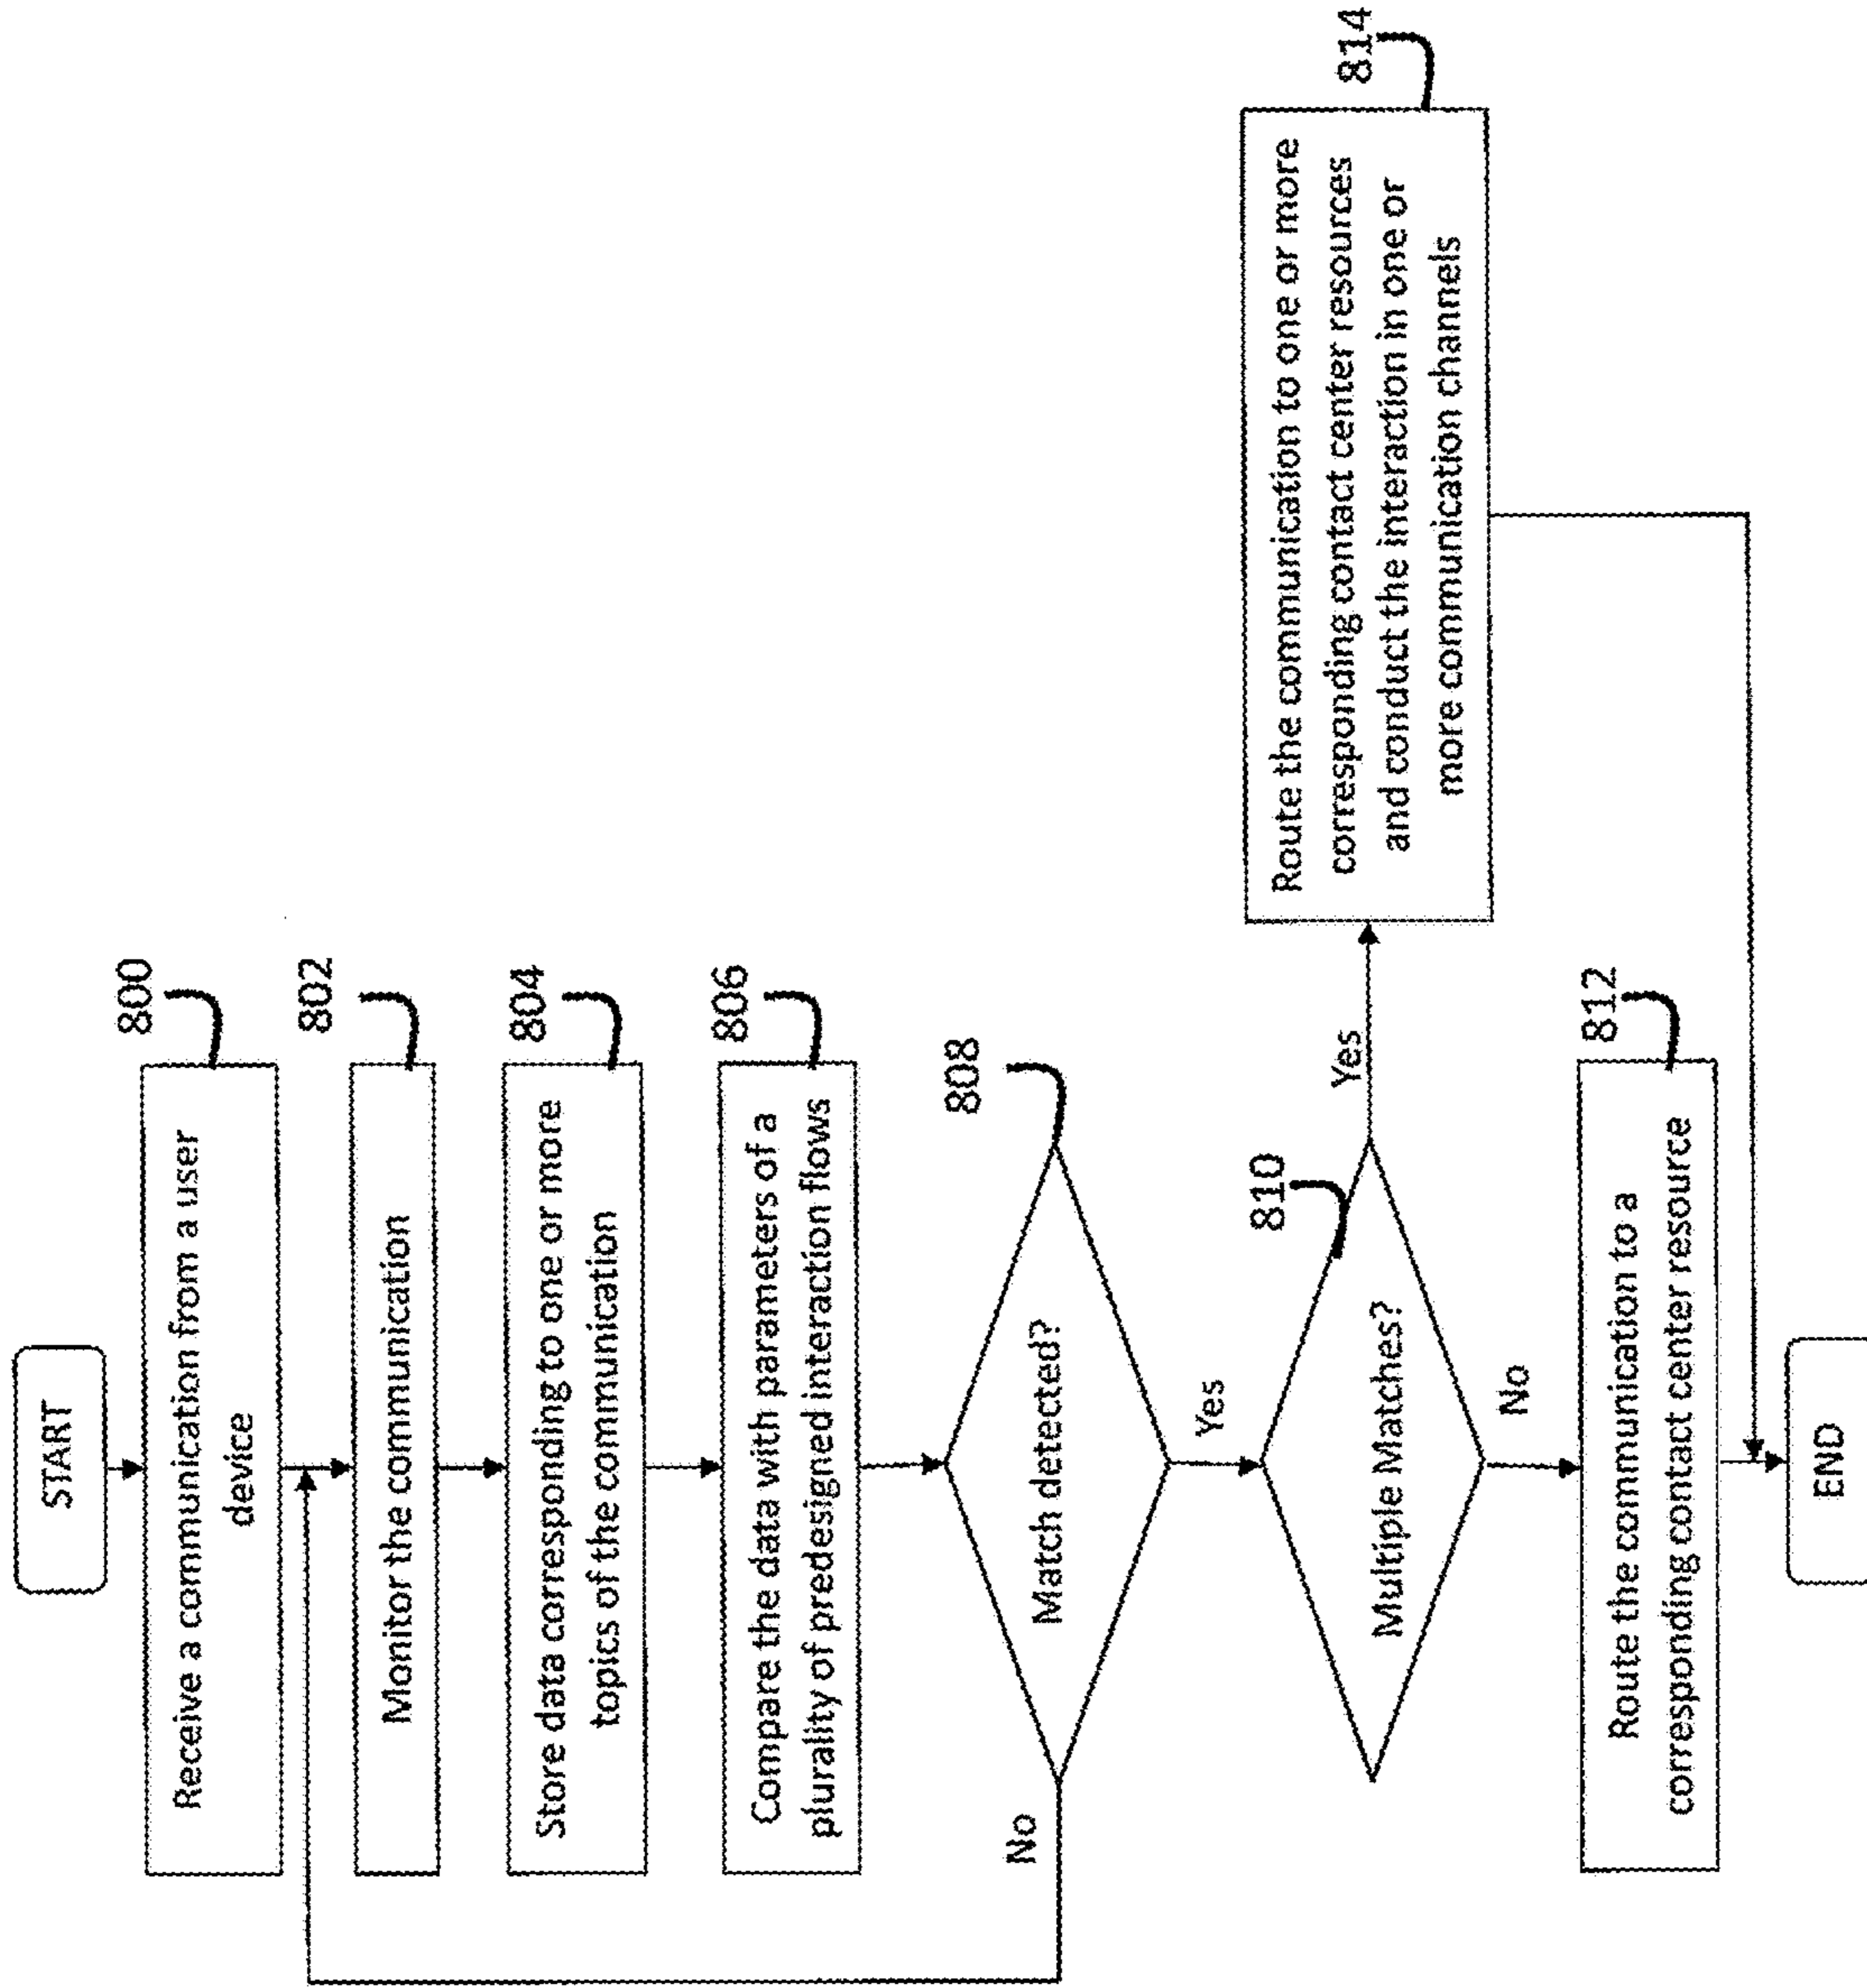 START
Receive a communication from a user
device
800
Monitor the communication
802
Store data corresponding to one or more
topics of the communication
804
Compare the data with parameters of a
plurality of predesigned interaction flows
806
Match detected?
808
No
Yes
Multiple Matches?
810
Yes
No
Route the communication to one or more
corresponding contact center resources
and conduct the interaction in one or
more communication channels
814
Route the communication to a
corresponding contact center resource
812
END